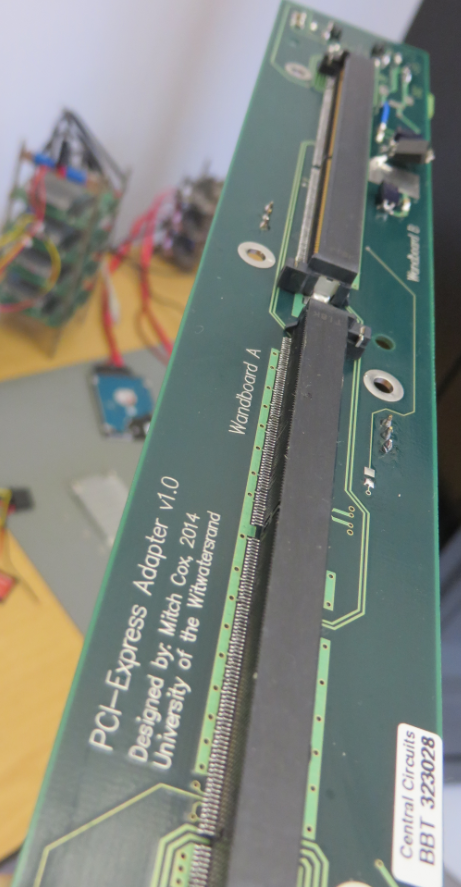 Wandboard B
Wandboard A
PCI-Express Adapter v1.0
Designed by: Mitch Cox, 2014
University of the Witwatersrand
Central Circuits
BBT 323028